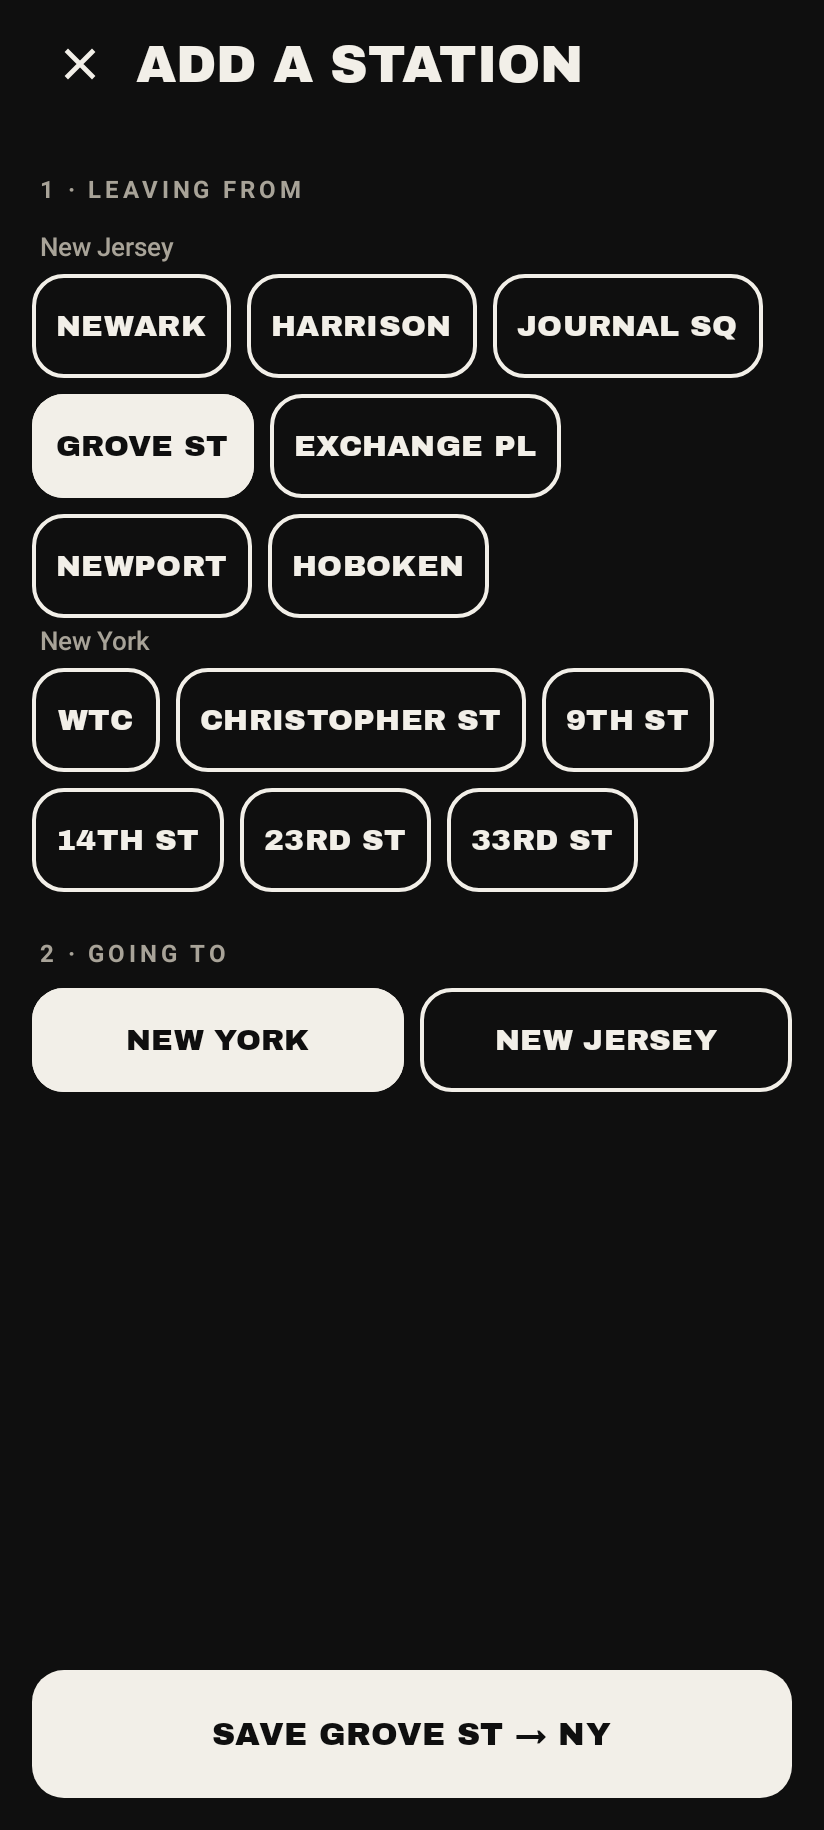 × ADD A STATION
1 · LEAVING FROM
New Jersey
NEWARK HARRISON JOURNAL SQ
GROVE ST EXCHANGE PL
NEWPORT HOBOKEN
New York
WTC CHRISTOPHER ST 9TH ST
14TH ST 23RD ST 33RD ST
2 · GOING TO
NEW YORK NEW JERSEY
SAVE GROVE ST → NY